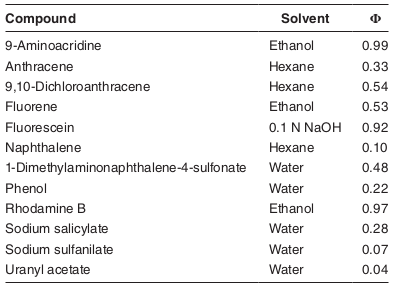 Compound Solvent Φ
9-Aminoacridine Ethanol 0.99
Anthracene Hexane 0.33
9,10-Dichloroanthracene Hexane 0.54
Fluorene Ethanol 0.53
Fluorescein 0.1 N NaOH 0.92
Naphthalene Hexane 0.10
1-Dimethylaminonaphthalene-4-sulfonate Water 0.48
Phenol Water 0.22
Rhodamine B Ethanol 0.97
Sodium salicylate Water 0.28
Sodium sulfanilate Water 0.07
Uranyl acetate Water 0.04